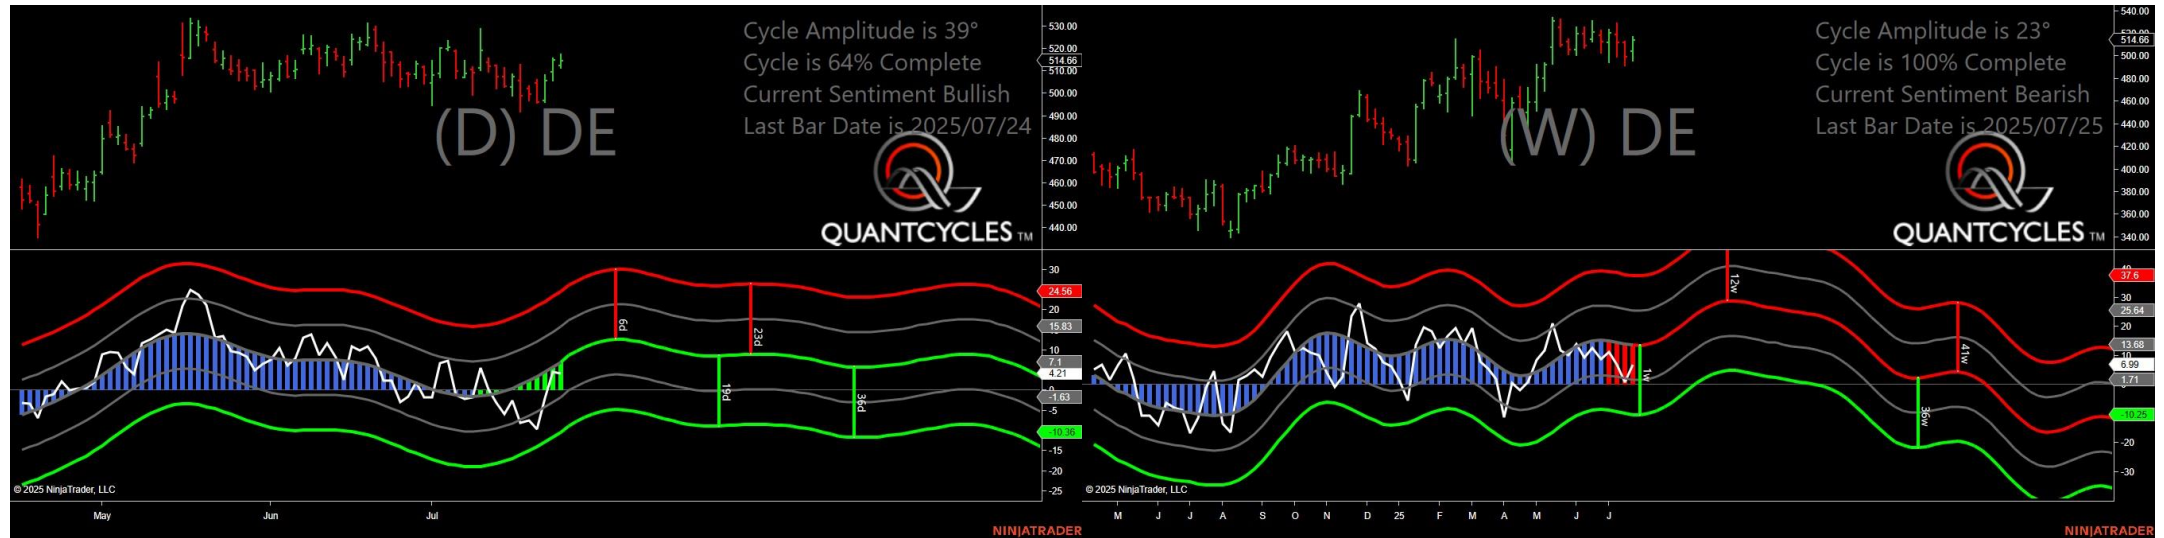 Cycle Amplitude is 39°
Cycle is 64% Complete
Current Sentiment Bullish
Last Bar Date is 2025/07/24
(D) DE
QUANTCYCLES TM
530.00
520.00
514.66
510.00
500.00
490.00
480.00
470.00
460.00
450.00
440.00
30
24.56
20
15.83
10
7.1
4.21
0
-1.63
-5
-10.36
-15
-20
-25
6d
23d
19d
36d
© 2025 NinjaTrader, LLC
May Jun Jul
NINJATRADER
Cycle Amplitude is 23°
Cycle is 100% Complete
Current Sentiment Bearish
Last Bar Date is 2025/07/25
(W) DE
QUANTCYCLES TM
540.00
520.00
514.66
500.00
480.00
460.00
440.00
420.00
400.00
380.00
360.00
340.00
40
37.6
30
25.64
20
13.68
10
6.99
1.71
-10.25
-20
-30
12w
41w
1w
36w
© 2025 NinjaTrader, LLC
M J J A S O N D 25 F M A M J J
NINJATRADER